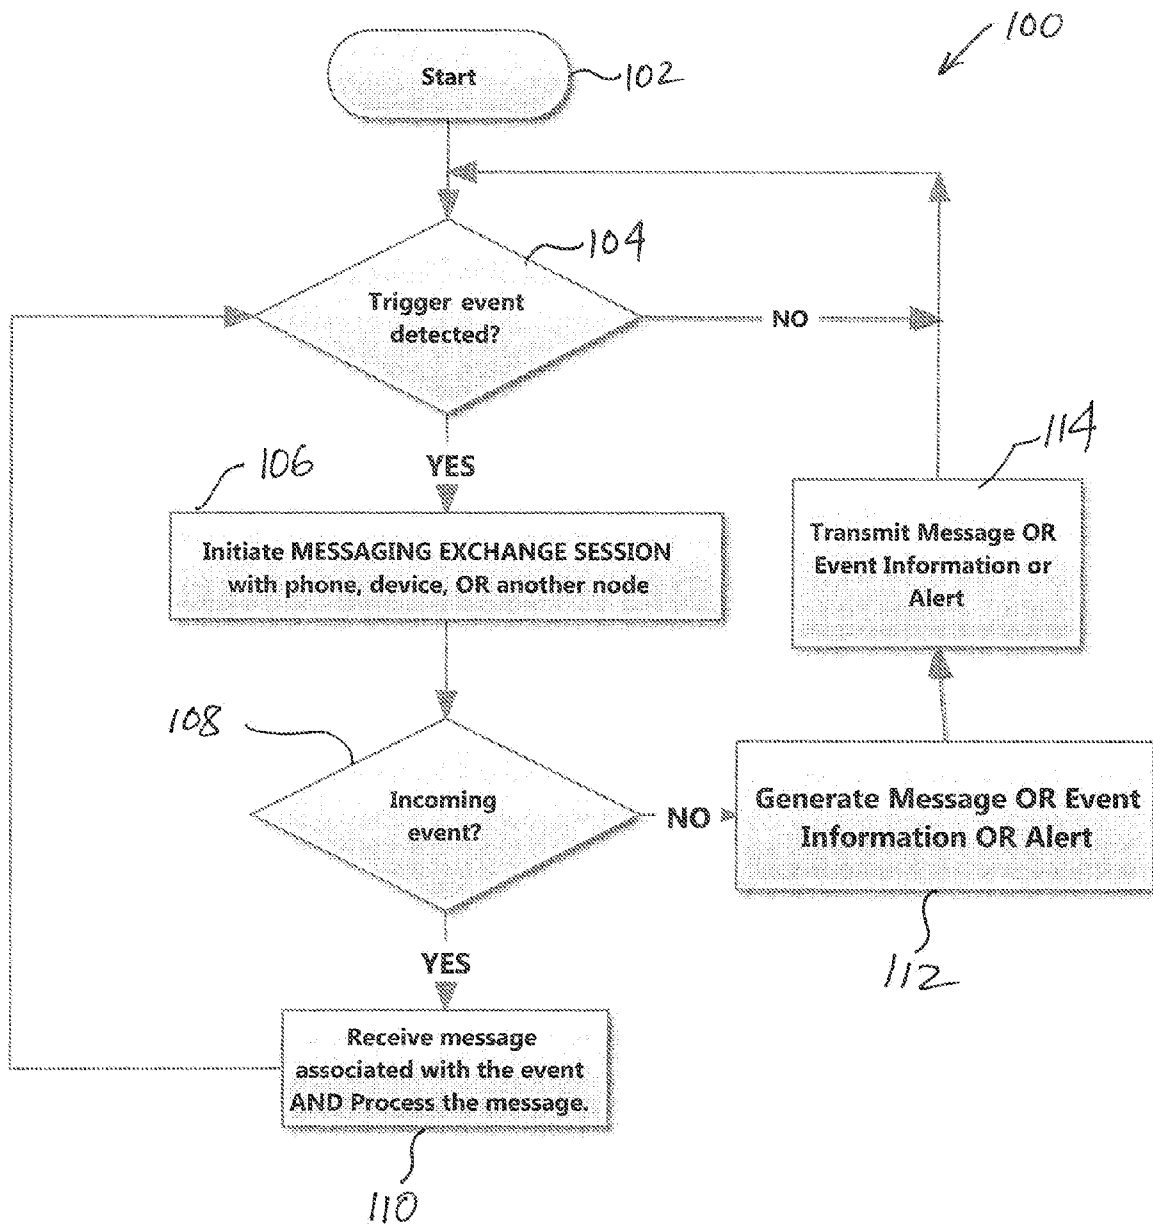 100
Start
102
104
Trigger event
detected?
NO
114
106
YES
Transmit Message OR
Event Information or
Alert
Initiate MESSAGING EXCHANGE SESSION
with phone, device, OR another node
108
Incoming
event?
NO
Generate Message OR Event
Information OR Alert
YES
112
Receive message
associated with the event
AND Process the message.
110